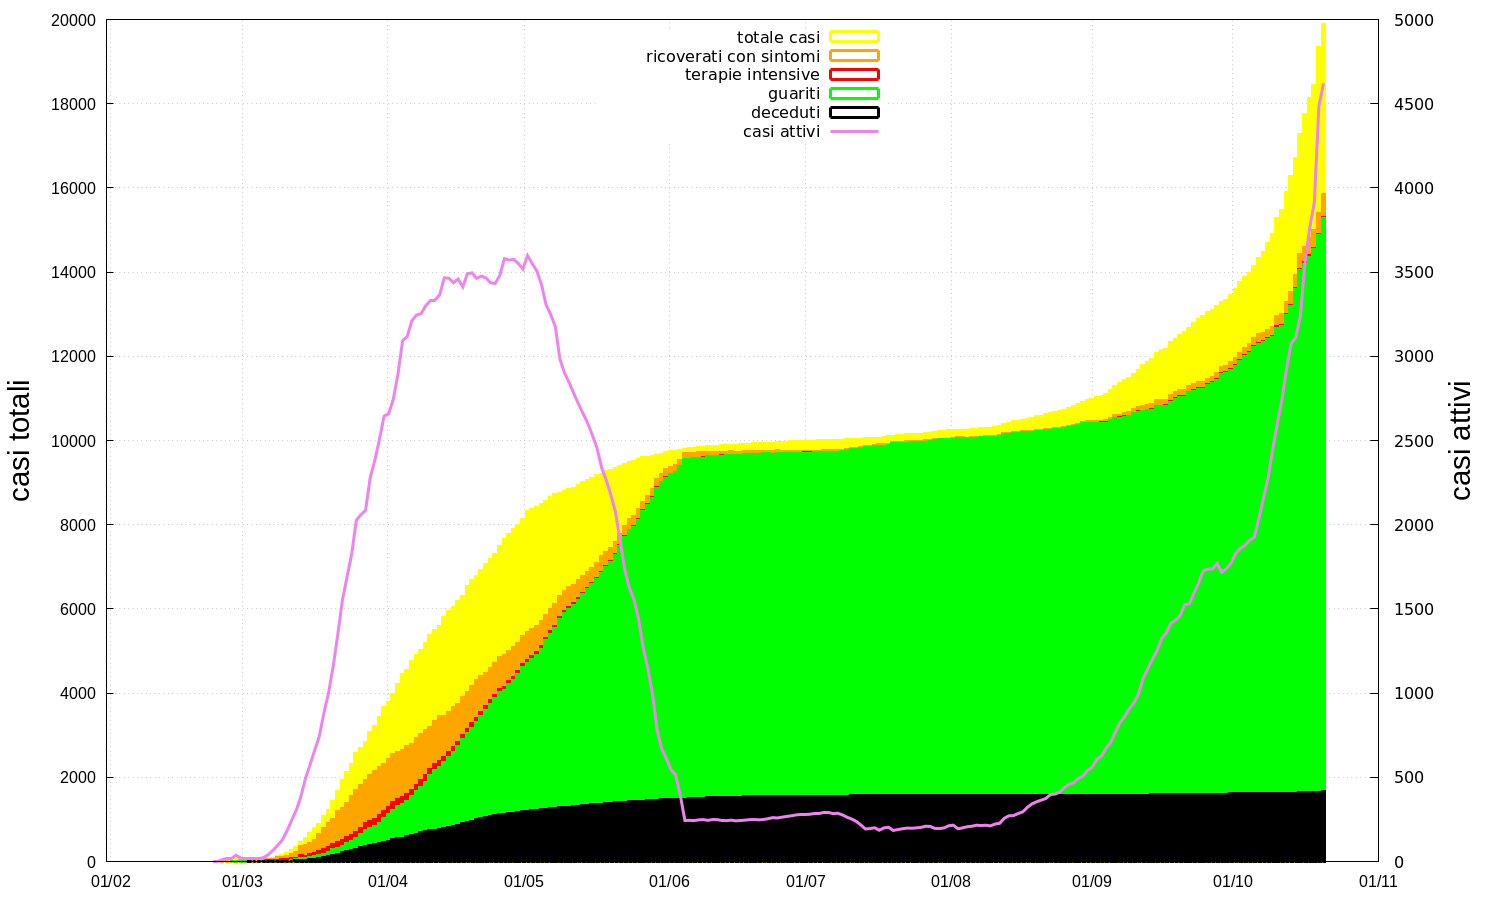 totale casi
ricoverati con sintomi
terapie intensive
guariti
deceduti
casi attivi
casi totali
20000
18000
16000
14000
12000
10000
8000
6000
4000
2000
0
5000
4500
4000
3500
3000
2500
2000
1500
1000
500
0
casi attivi
01/02 01/03 01/04 01/05 01/06 01/07 01/08 01/09 01/10 01/11